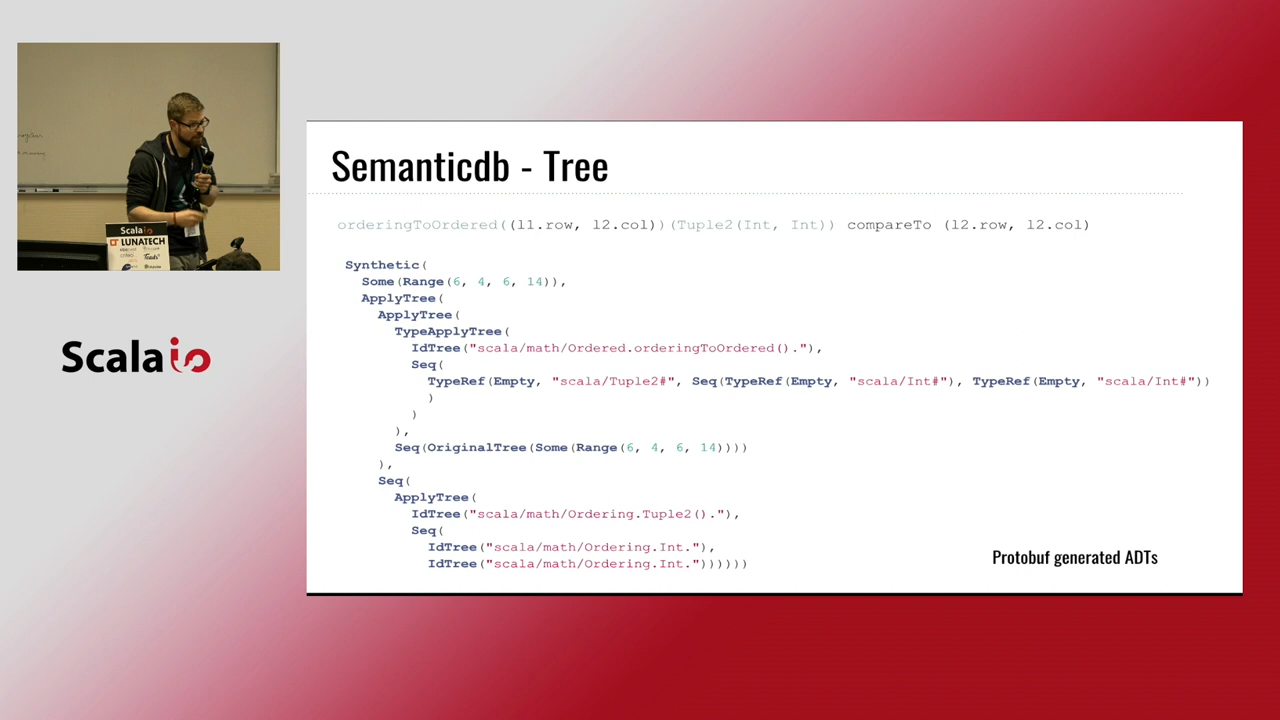 Scalaio
LUNATECH
Scalaio
Semanticdb - Tree
orderingToOrdered((l1.row, l2.col))(Tuple2(Int, Int)) compareTo (l2.row, l2.col)
Synthetic(
Some(Range(6, 4, 6, 14)),
ApplyTree(
ApplyTree(
TypeApplyTree(
IdTree("scala/math/Ordered.orderingToOrdered()."),
Seq(
TypeRef(Empty, "scala/Tuple2#", Seq(TypeRef(Empty, "scala/Int#"), TypeRef(Empty, "scala/Int#"))
)
)
),
Seq(OriginalTree(Some(Range(6, 4, 6, 14))))
),
Seq(
ApplyTree(
IdTree("scala/math/Ordering.Tuple2()."),
Seq(
IdTree("scala/math/Ordering.Int."),
IdTree("scala/math/Ordering.Int."))))))
Protobuf generated ADTs